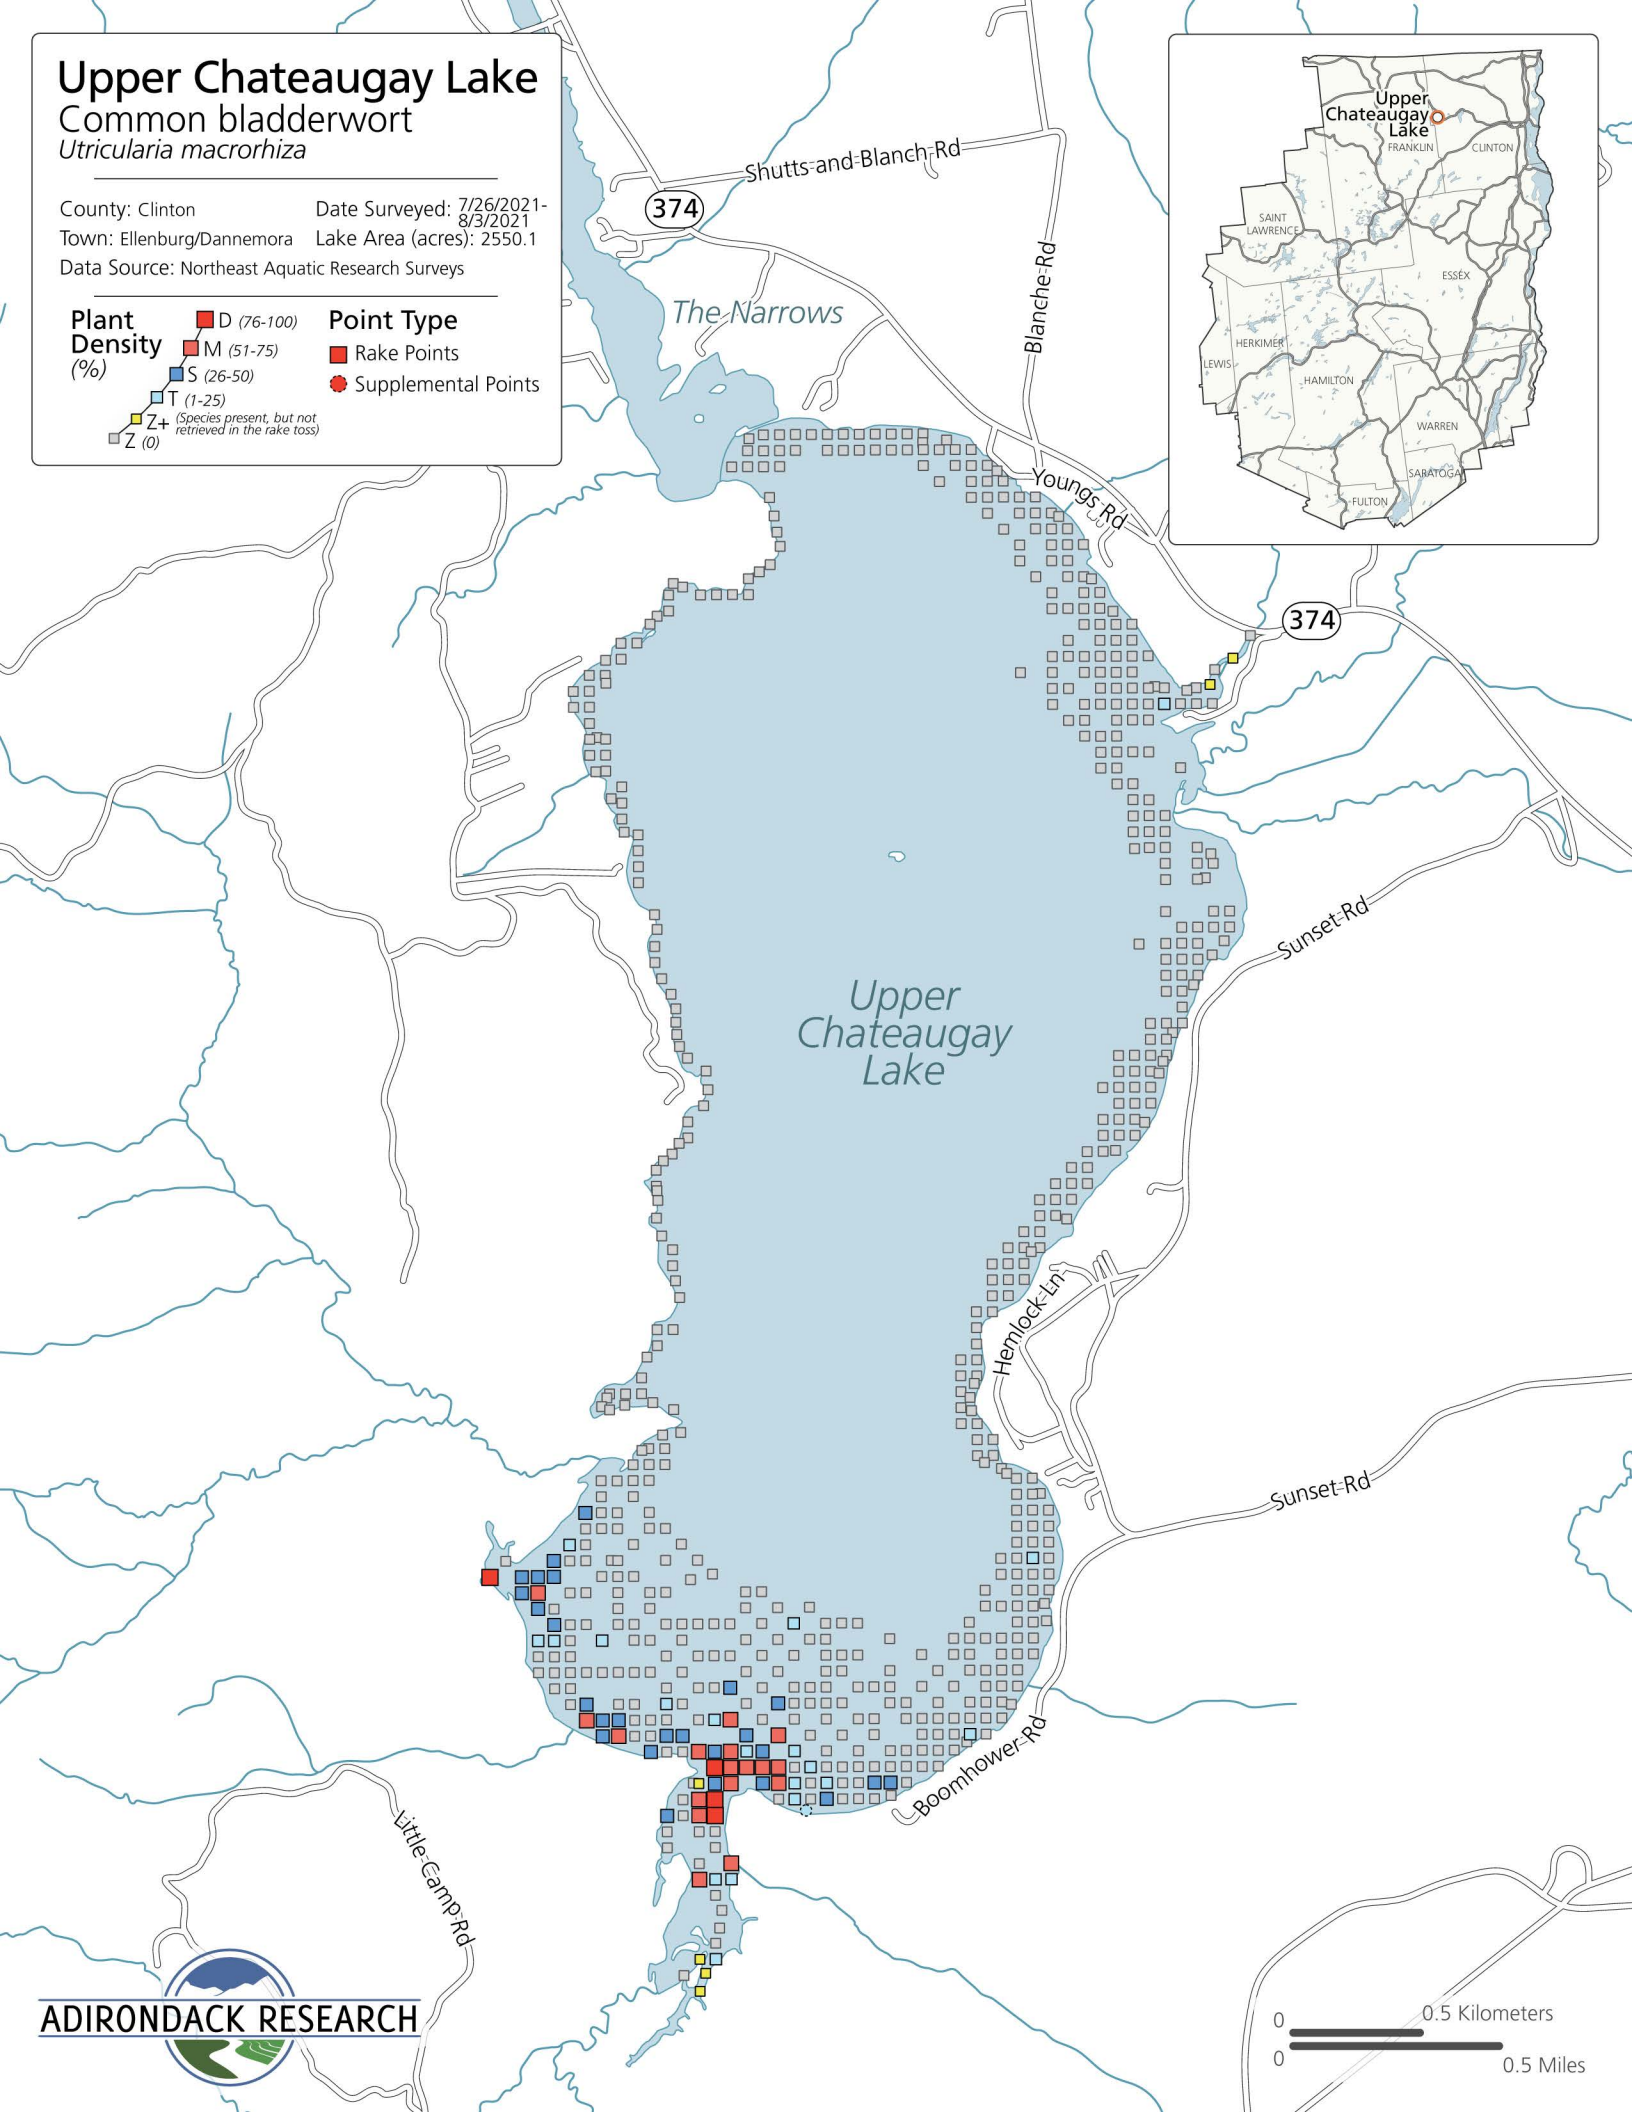 Upper Chateaugay Lake
Common bladderwort
Utricularia macrorhiza
County: Clinton
Date Surveyed: 7/26/2021-
8/3/2021
Town: Ellenburg/Dannemora
Lake Area (acres): 2550.1
Data Source: Northeast Aquatic Research Surveys
Plant
Density
(%)
D (76-100)
M (51-75)
S (26-50)
T (1-25)
Z+ (Species present, but not
retrieved in the rake toss)
Z (0)
Point Type
Rake Points
Supplemental Points
Upper
Chateaugay
Lake
FRANKLIN
CLINTON
SAINT
LAWRENCE
ESSEX
HERKIMER
LEWIS
HAMILTON
WARREN
SARATOGA
FULTON
Shutts-and-Blanch-Rd
374
Blanche-Rd
The Narrows
Youngs Rd
374
Sunset-Rd
Upper
Chateaugay
Lake
Hemlock-Ln
Sunset-Rd
Boomhower-Rd
Little-Camp-Rd
ADIRONDACK RESEARCH
0
0.5 Kilometers
0
0.5 Miles